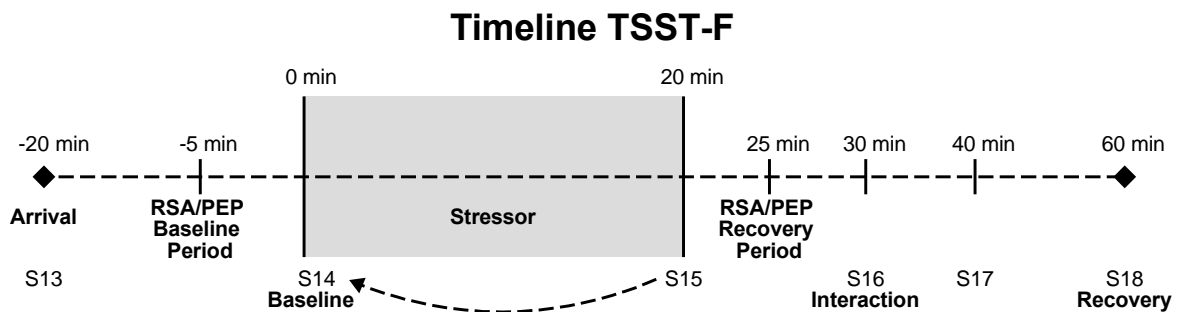 Timeline TSST-F
0 min
20 min
-20 min
-5 min
25 min
30 min
40 min
60 min
Arrival
RSA/PEP
Baseline
Period
Stressor
RSA/PEP
Recovery
Period
S13
S14
Baseline
S15
S16
Interaction
S17
S18
Recovery